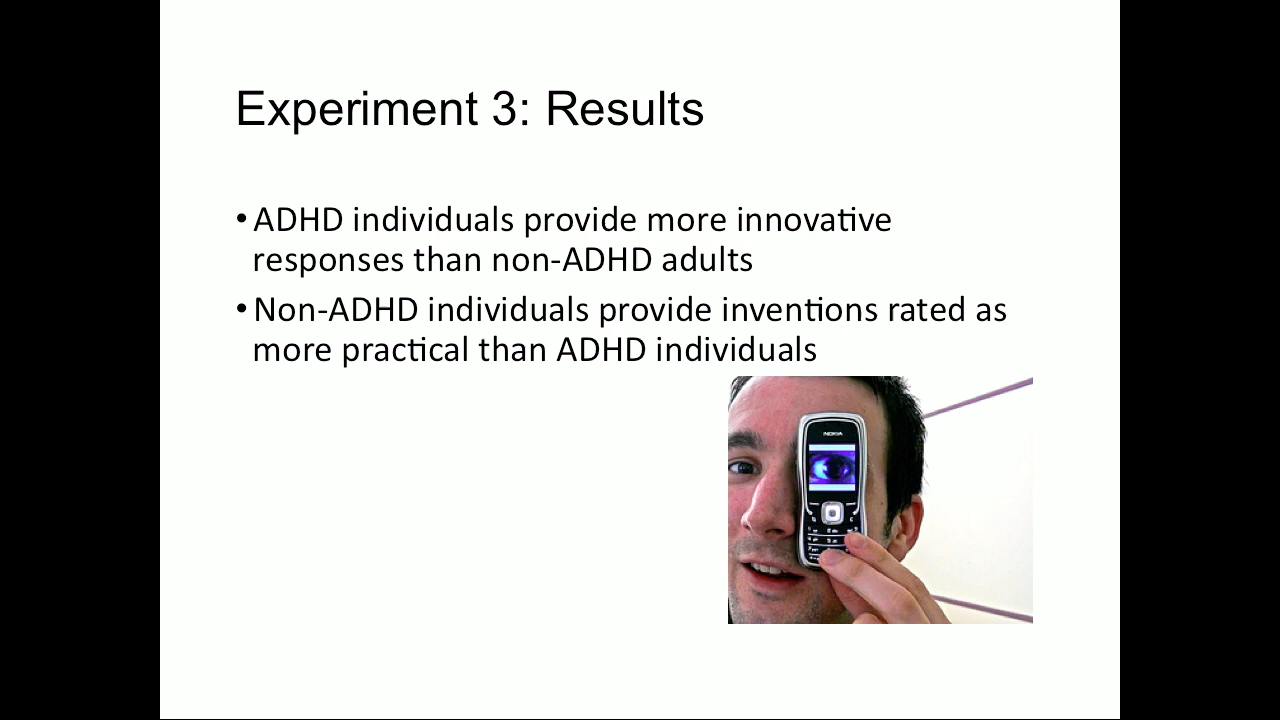 Experiment 3: Results
•ADHD individuals provide more innovative
responses than non-ADHD adults
•Non-ADHD individuals provide inventions rated as
more practical than ADHD individuals
NOKIA